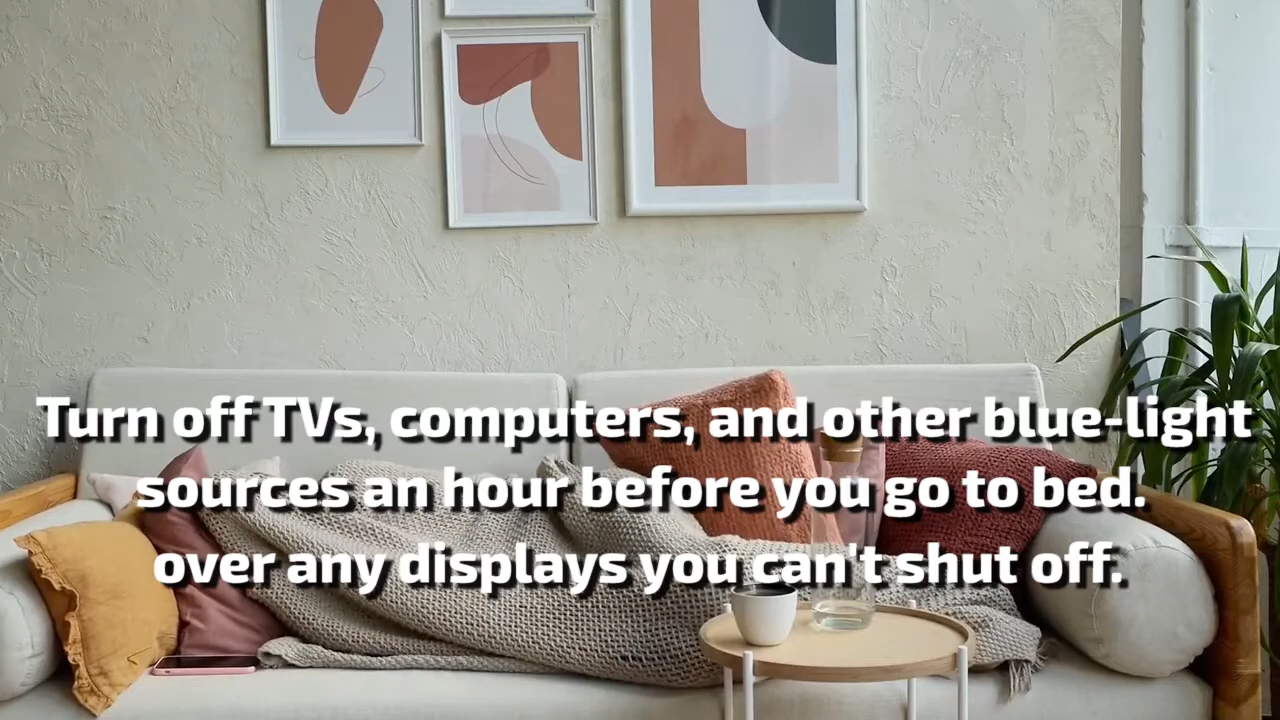 Turn off TVs, computers, and other blue-light
sources an hour before you go to bed.
over any displays you can't shut off.